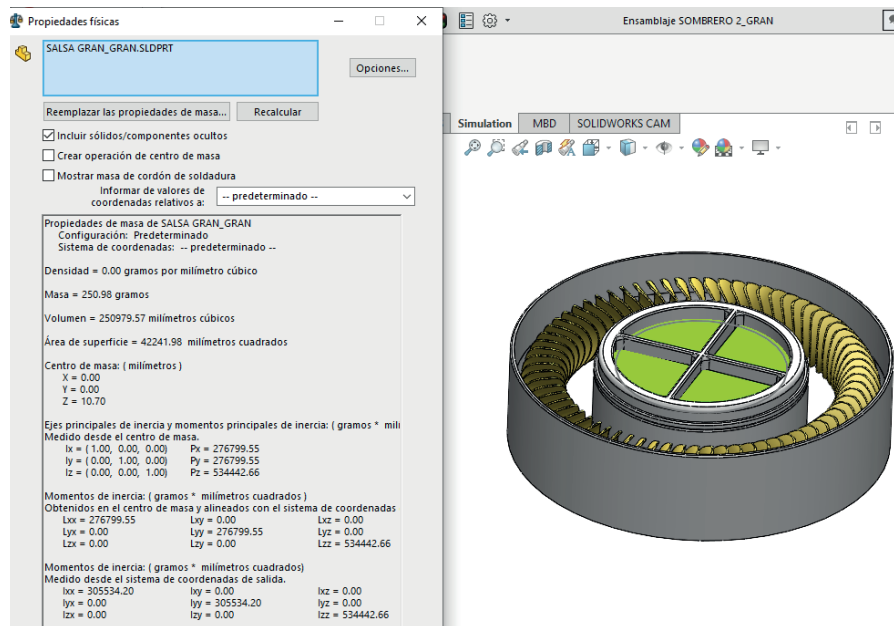 Propiedades físicas
Ensamblaje SOMBRERO 2_GRAN
SALSA GRAN_GRAN.SLDPRT
Opciones...
Reemplazar las propiedades de masa...
Recalcular
Incluir sólidos/componentes ocultos
Crear operación de centro de masa
Mostrar masa de cordón de soldadura
Informar de valores de
coordenadas relativos a:
-- predeterminado --
Simulation
MBD
SOLIDWORKS CAM
Propiedades de masa de SALSA GRAN_GRAN
Configuración: Predeterminado
Sistema de coordenadas: -- predeterminado --
Densidad = 0.00 gramos por milímetro cúbico
Masa = 250.98 gramos
Volumen = 250979.57 milímetros cúbicos
Área de superficie = 42241.98 milímetros cuadrados
Centro de masa: ( milímetros )
X = 0.00
Y = 0.00
Z = 10.70
Ejes principales de inercia y momentos principales de inercia: ( gramos * mili
Medido desde el centro de masa.
Ix = ( 1.00, 0.00, 0.00) Px = 276799.55
Iy = ( 0.00, 1.00, 0.00) Py = 276799.55
Iz = ( 0.00, 0.00, 1.00) Pz = 534442.66
Momentos de inercia: ( gramos * milímetros cuadrados )
Obtenidos en el centro de masa y alineados con el sistema de coordenadas
Lxx = 276799.55 Lxy = 0.00 Lxz = 0.00
Lyx = 0.00 Lyy = 276799.55 Lyz = 0.00
Lzx = 0.00 Lzy = 0.00 Lzz = 534442.66
Momentos de inercia: ( gramos * milímetros cuadrados)
Medido desde el sistema de coordenadas de salida.
Ixx = 305534.20 Ixy = 0.00 Ixz = 0.00
Iyx = 0.00 Iyy = 305534.20 Iyz = 0.00
Izx = 0.00 Izy = 0.00 Izz = 534442.66